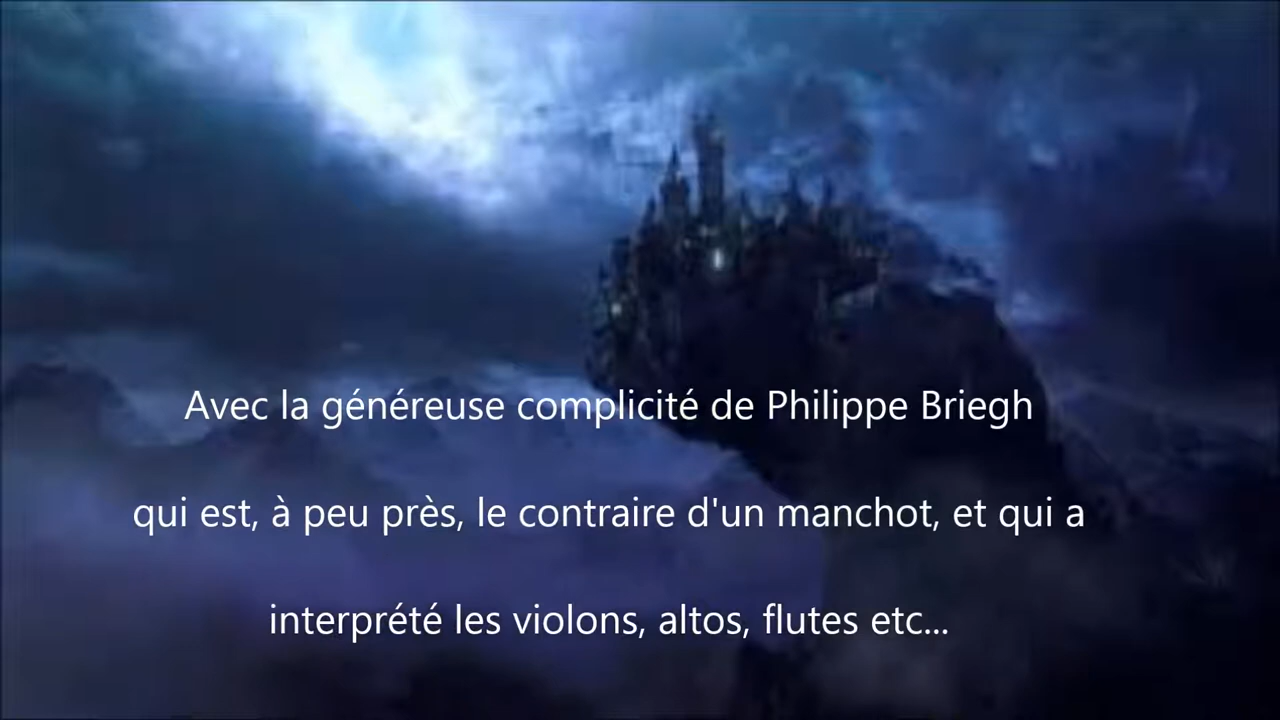 Avec la généreuse complicité de Philippe Briegh
qui est, à peu près, le contraire d'un manchot, et qui a
interprété les violons, altos, flutes etc...